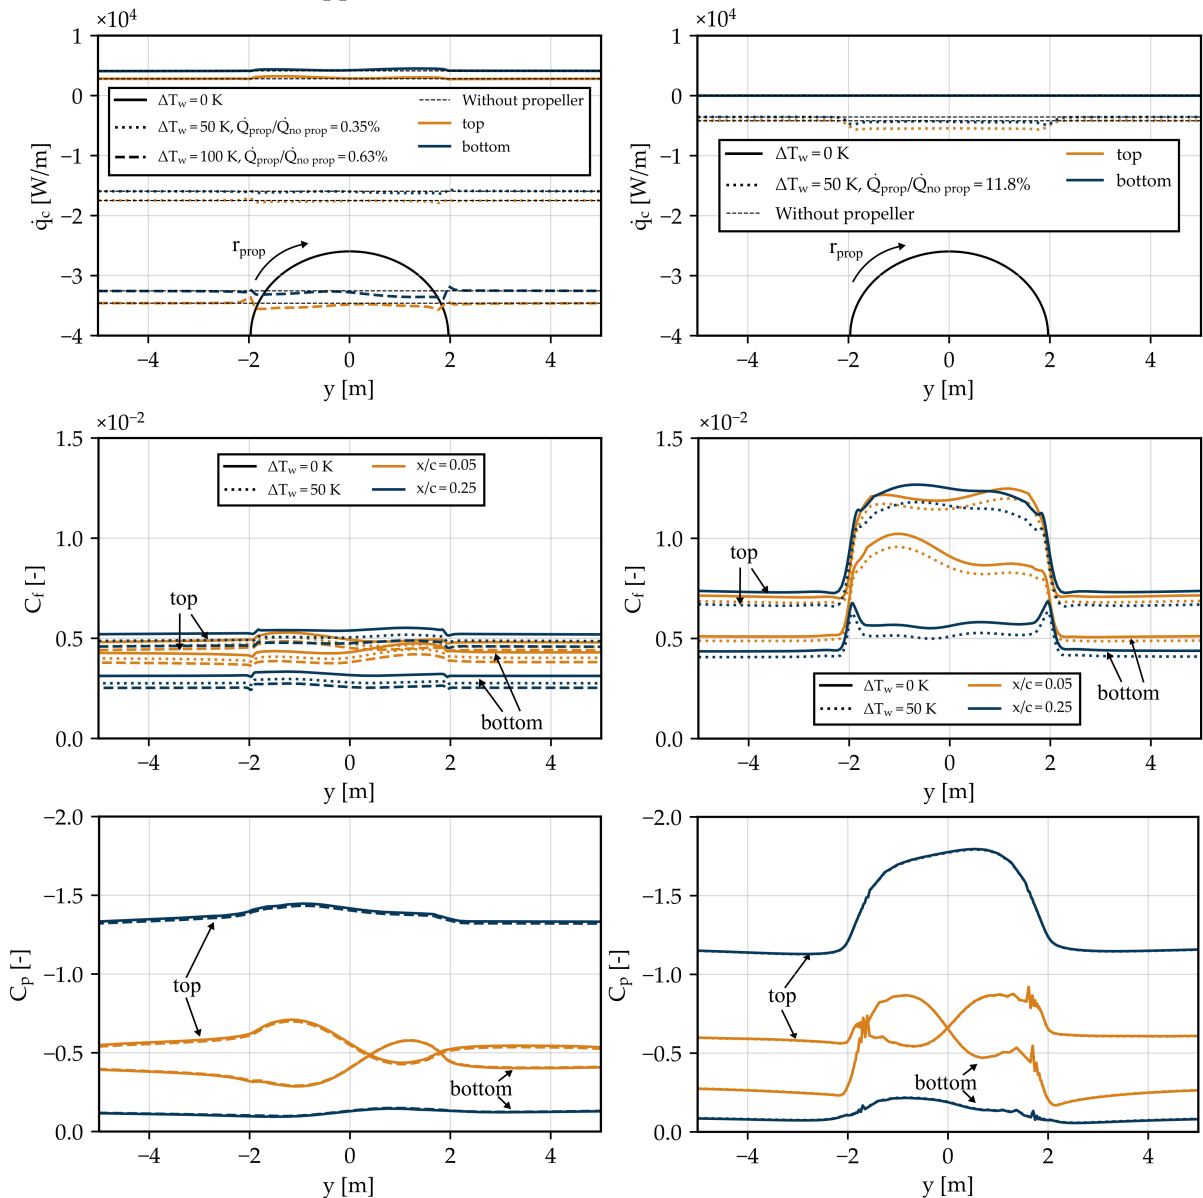 ×10⁴
1
0
−1
−2
−3
−4
q̇c [W/m]
ΔTw = 0 K
ΔTw = 50 K, Q̇prop/Q̇no prop = 0.35%
ΔTw = 100 K, Q̇prop/Q̇no prop = 0.63%
Without propeller
top
bottom
rprop
−4 −2 0 2 4
y [m]
×10⁴
1
0
−1
−2
−3
−4
q̇c [W/m]
ΔTw = 0 K
ΔTw = 50 K, Q̇prop/Q̇no prop = 11.8%
Without propeller
top
bottom
rprop
−4 −2 0 2 4
y [m]
×10⁻²
1.5
1.0
0.5
0.0
Cf [-]
ΔTw = 0 K
ΔTw = 50 K
x/c = 0.05
x/c = 0.25
top
bottom
−4 −2 0 2 4
y [m]
×10⁻²
1.5
1.0
0.5
0.0
Cf [-]
top
bottom
ΔTw = 0 K
ΔTw = 50 K
x/c = 0.05
x/c = 0.25
−4 −2 0 2 4
y [m]
−2.0
−1.5
−1.0
−0.5
0.0
Cp [-]
top
bottom
−4 −2 0 2 4
y [m]
−2.0
−1.5
−1.0
−0.5
0.0
Cp [-]
top
bottom
−4 −2 0 2 4
y [m]